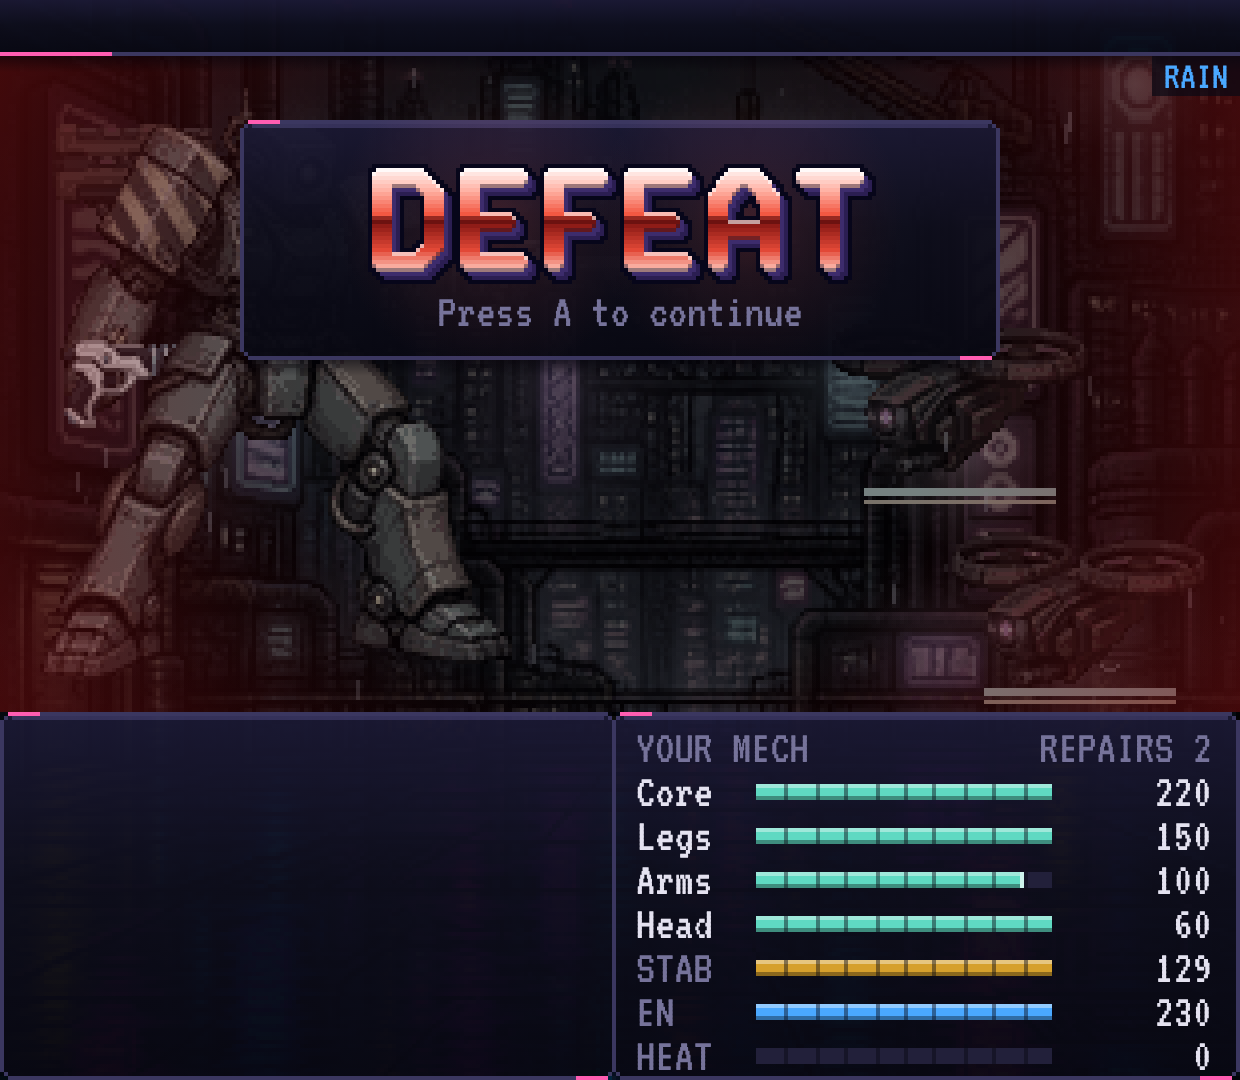 RAIN
DEFEAT
Press A to continue
YOUR MECH REPAIRS 2
Core 220
Legs 150
Arms 100
Head 60
STAB 129
EN 230
HEAT 0